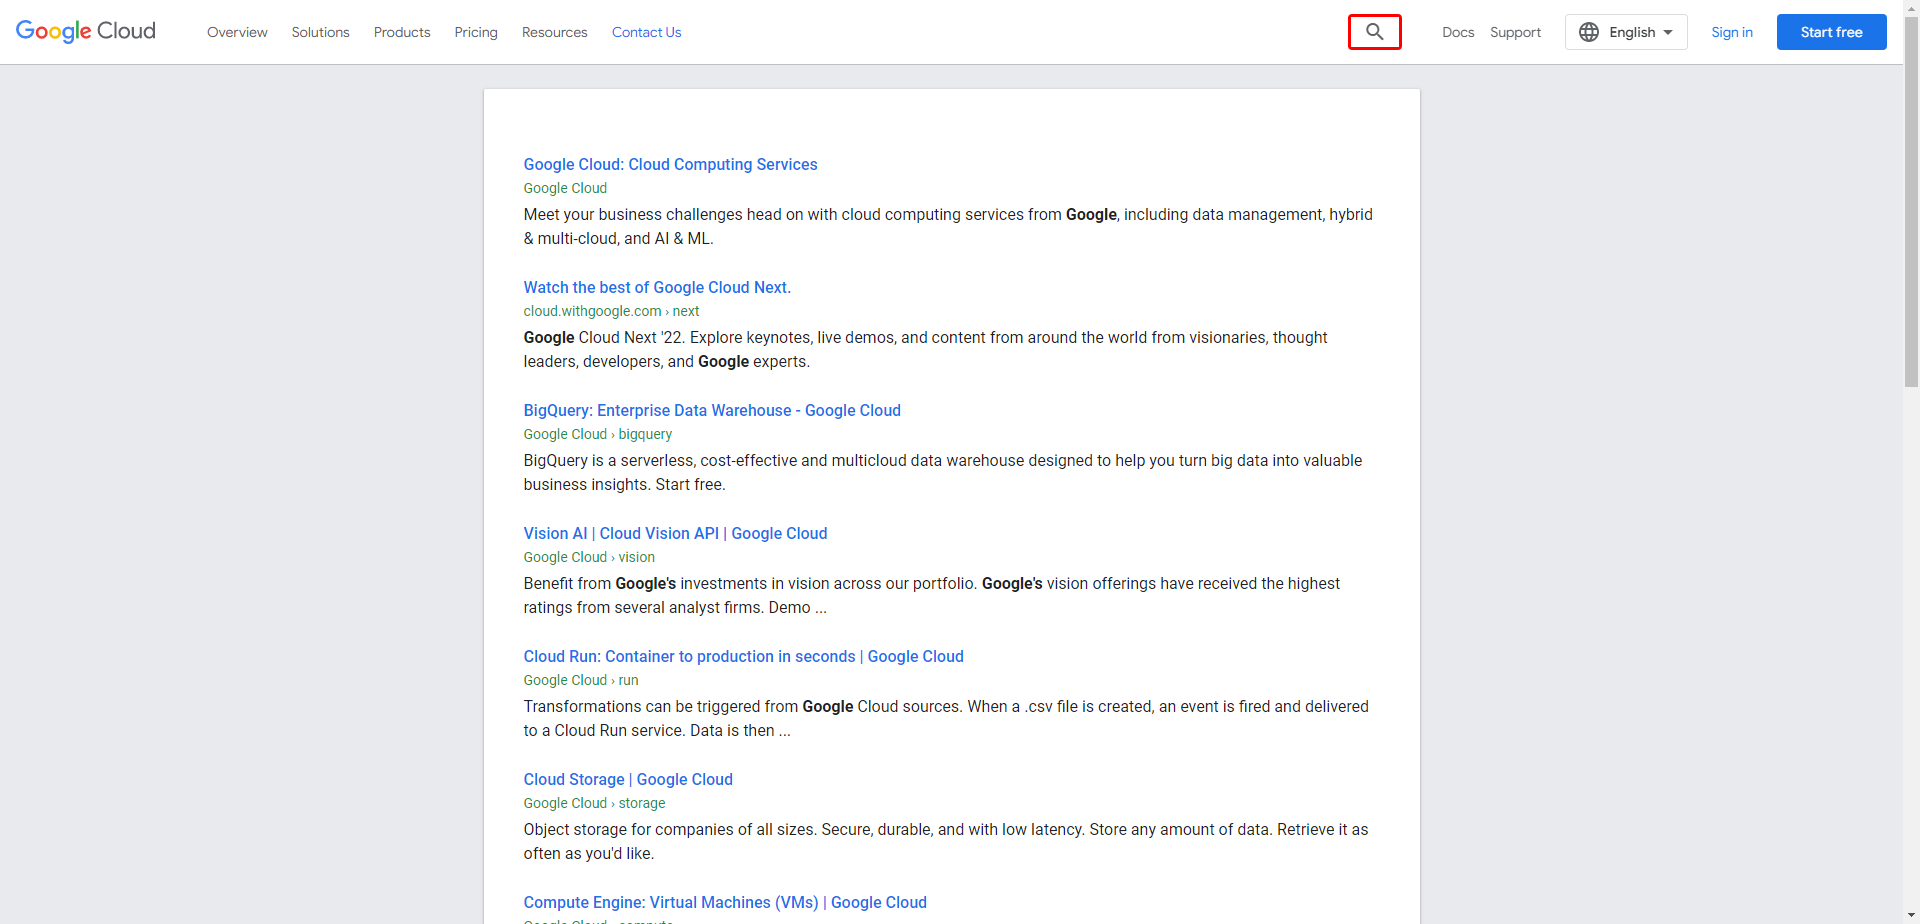 Google Cloud
Overview Solutions Products Pricing Resources Contact Us
Docs Support English Sign in Start free
Google Cloud: Cloud Computing Services
Google Cloud
Meet your business challenges head on with cloud computing services from Google, including data management, hybrid
& multi-cloud, and AI & ML.
Watch the best of Google Cloud Next.
cloud.withgoogle.com › next
Google Cloud Next '22. Explore keynotes, live demos, and content from around the world from visionaries, thought
leaders, developers, and Google experts.
BigQuery: Enterprise Data Warehouse - Google Cloud
Google Cloud › bigquery
BigQuery is a serverless, cost-effective and multicloud data warehouse designed to help you turn big data into valuable
business insights. Start free.
Vision AI | Cloud Vision API | Google Cloud
Google Cloud › vision
Benefit from Google's investments in vision across our portfolio. Google's vision offerings have received the highest
ratings from several analyst firms. Demo ...
Cloud Run: Container to production in seconds | Google Cloud
Google Cloud › run
Transformations can be triggered from Google Cloud sources. When a .csv file is created, an event is fired and delivered
to a Cloud Run service. Data is then ...
Cloud Storage | Google Cloud
Google Cloud › storage
Object storage for companies of all sizes. Secure, durable, and with low latency. Store any amount of data. Retrieve it as
often as you'd like.
Compute Engine: Virtual Machines (VMs) | Google Cloud
Google Cloud › compute